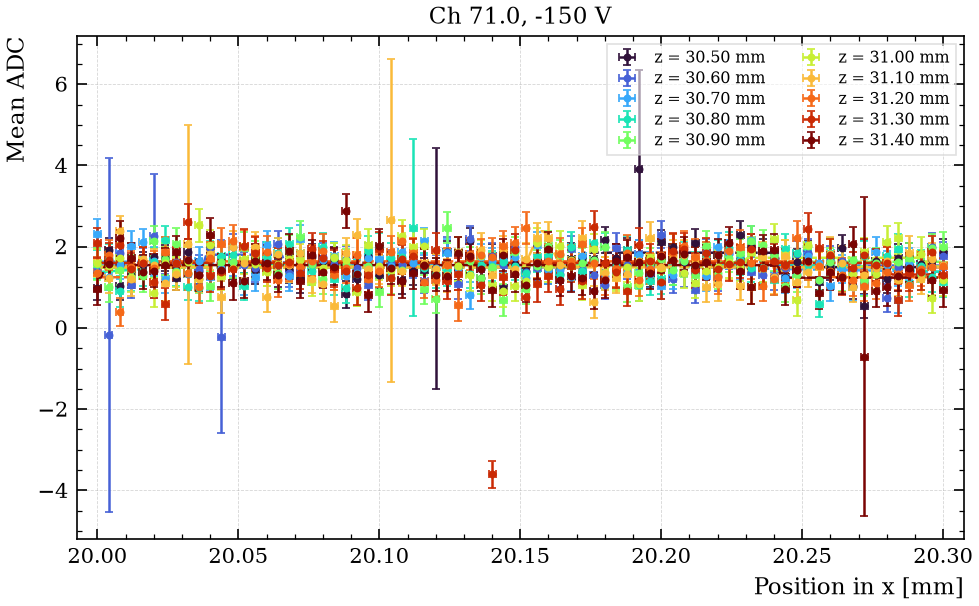 Ch 71.0, -150 V
Mean ADC
6
4
2
0
−2
−4
z = 30.50 mm
z = 30.60 mm
z = 30.70 mm
z = 30.80 mm
z = 30.90 mm
z = 31.00 mm
z = 31.10 mm
z = 31.20 mm
z = 31.30 mm
z = 31.40 mm
20.00 20.05 20.10 20.15 20.20 20.25 20.30
Position in x [mm]